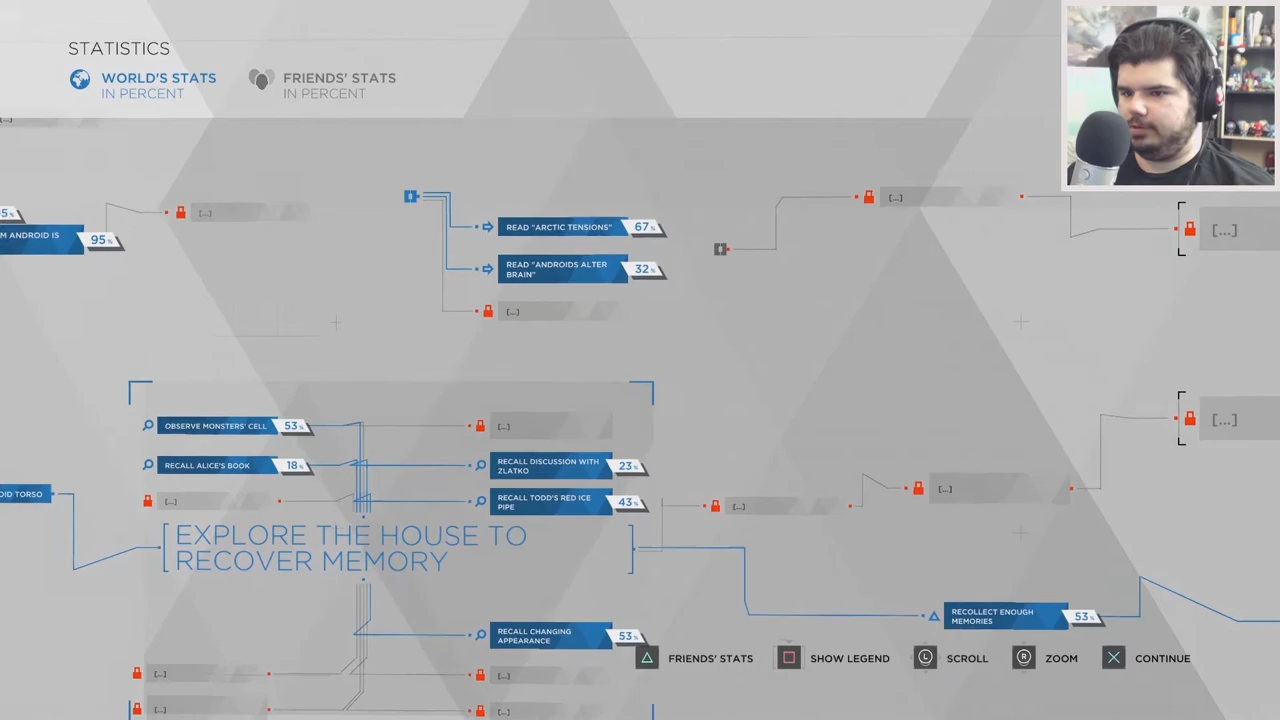 STATISTICS
WORLD'S STATS
IN PERCENT
FRIENDS' STATS
IN PERCENT
[...]
[...]
[...]
5%
M ANDROID IS
95%
READ "ARCTIC TENSIONS"
67%
READ "ANDROIDS ALTER
BRAIN"
32%
[...]
[...]
OBSERVE MONSTERS' CELL
53%
[...]
[...]
RECALL ALICE'S BOOK
18%
RECALL DISCUSSION WITH
ZLATKO
23%
[...]
OID TORSO
[...]
RECALL TODD'S RED ICE
PIPE
43%
[...]
EXPLORE THE HOUSE TO
RECOVER MEMORY
RECOLLECT ENOUGH
MEMORIES
53%
RECALL CHANGING
APPEARANCE
53%
[...]
[...]
[...]
[...]
FRIENDS' STATS
SHOW LEGEND
L
SCROLL
R
ZOOM
CONTINUE